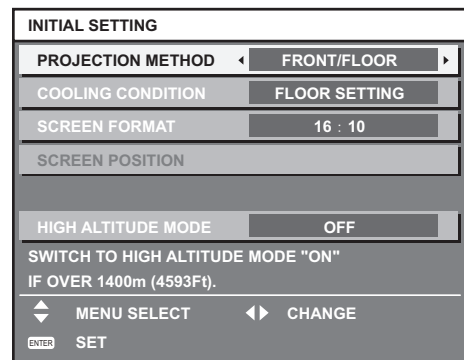 INITIAL SETTING
PROJECTION METHOD FRONT/FLOOR
COOLING CONDITION FLOOR SETTING
SCREEN FORMAT 16 : 10
SCREEN POSITION
HIGH ALTITUDE MODE OFF
SWITCH TO HIGH ALTITUDE MODE "ON"
IF OVER 1400m (4593Ft).
MENU SELECT CHANGE
ENTER SET